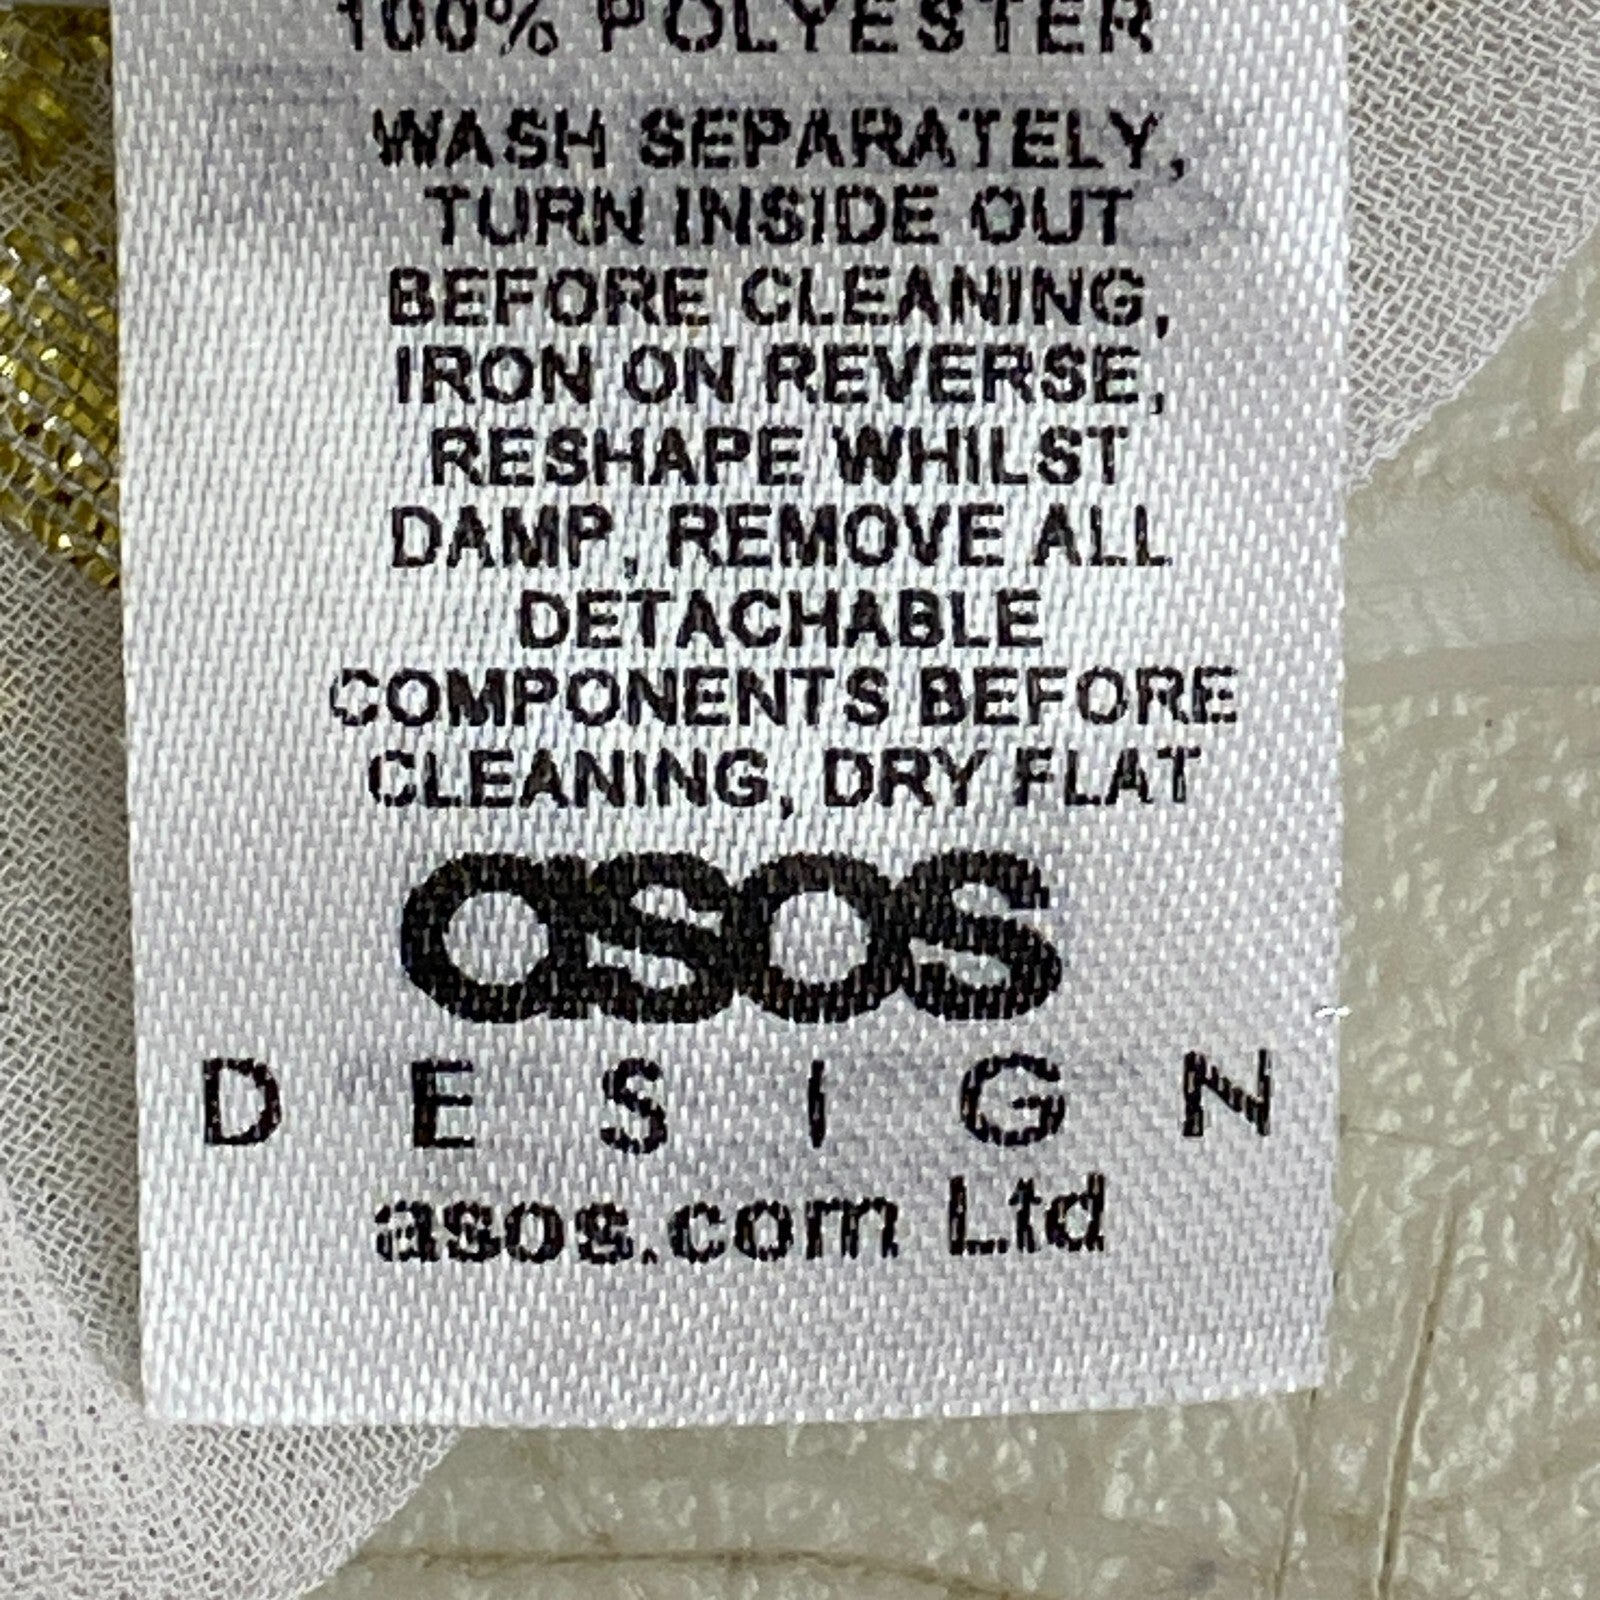 100% POLYESTER
WASH SEPARATELY,
TURN INSIDE OUT
BEFORE CLEANING,
IRON ON REVERSE,
RESHAPE WHILST
DAMP, REMOVE ALL
DETACHABLE
COMPONENTS BEFORE
CLEANING, DRY FLAT
asos
DESIGN
asos.com Ltd